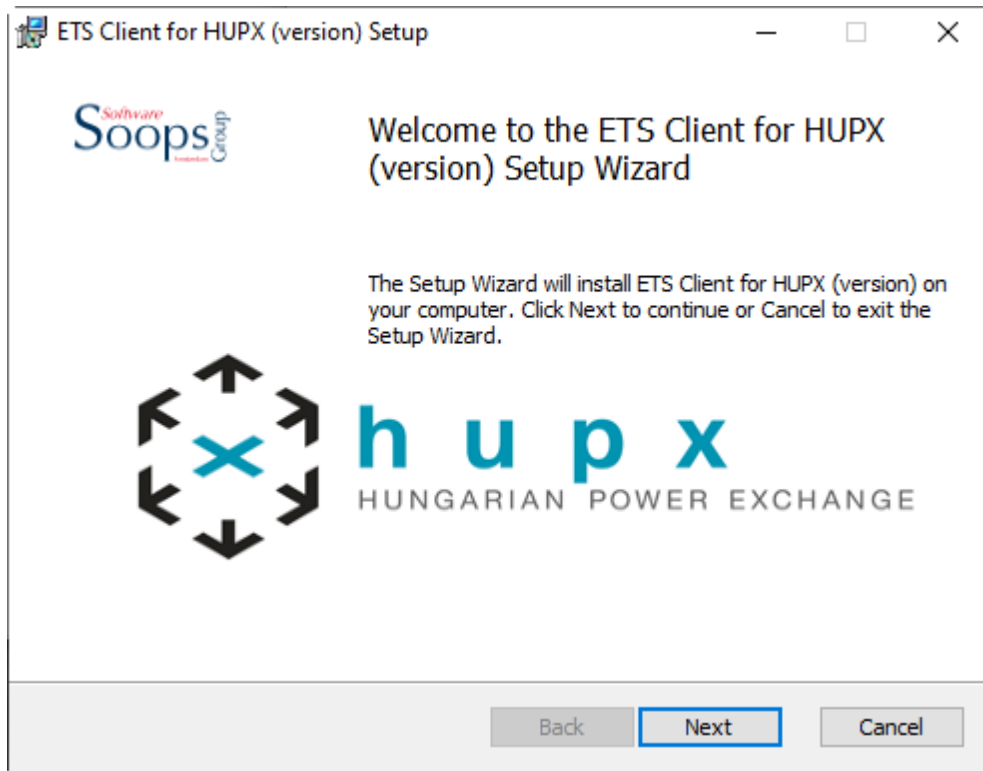 ETS Client for HUPX (version) Setup
Software
Soops
Group
Amsterdam
Welcome to the ETS Client for HUPX
(version) Setup Wizard
The Setup Wizard will install ETS Client for HUPX (version) on
your computer. Click Next to continue or Cancel to exit the
Setup Wizard.
hupx
HUNGARIAN POWER EXCHANGE
Back
Next
Cancel